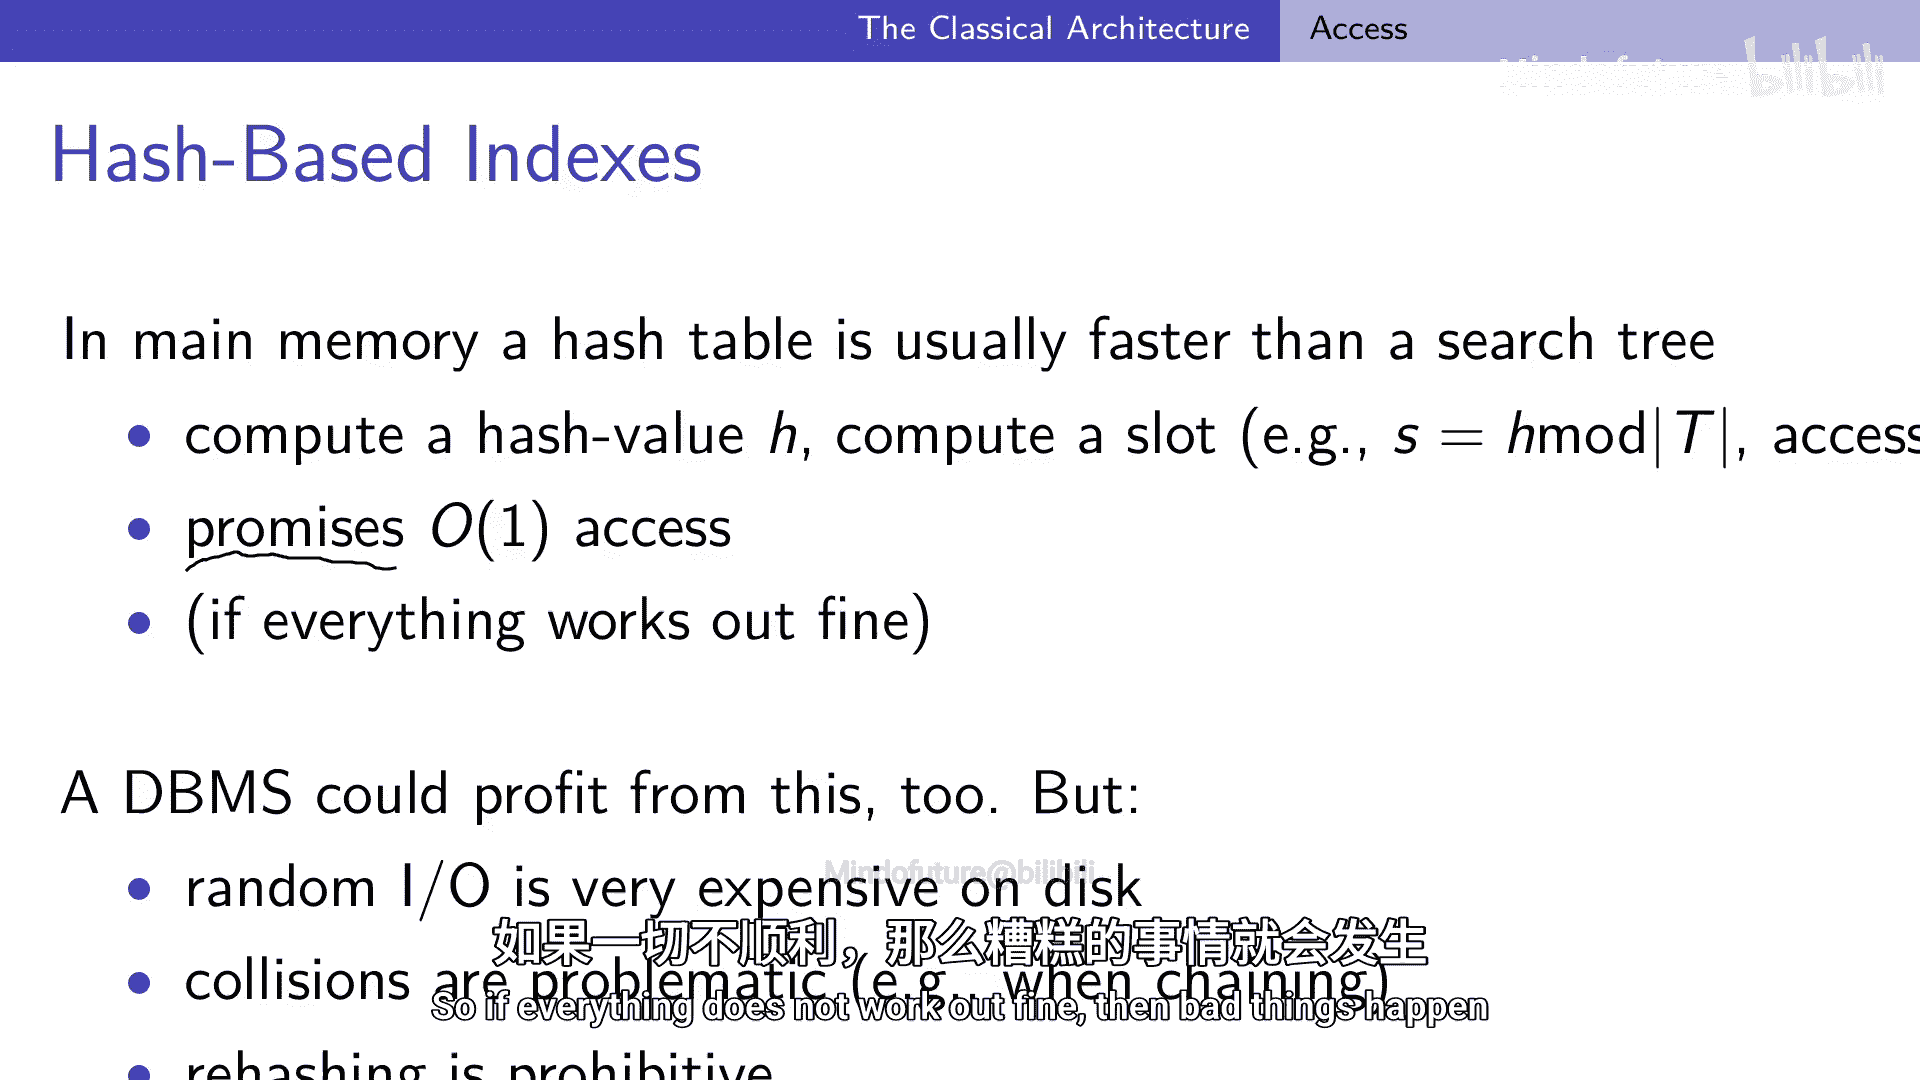 The Classical Architecture Access
bilibili
Hash-Based Indexes
In main memory a hash table is usually faster than a search tree
• compute a hash-value h, compute a slot (e.g., s = hmod|T|, access
• promises O(1) access
• (if everything works out fine)
A DBMS could profit from this, too. But:
Mindofuture@bilibili
• random I/O is very expensive on disk
如果一切不顺利，那么糟糕的事情就会发生
• collisions are problematic (e.g., when chaining)
So if everything does not work out fine, then bad things happen
• rehashing is prohibitive